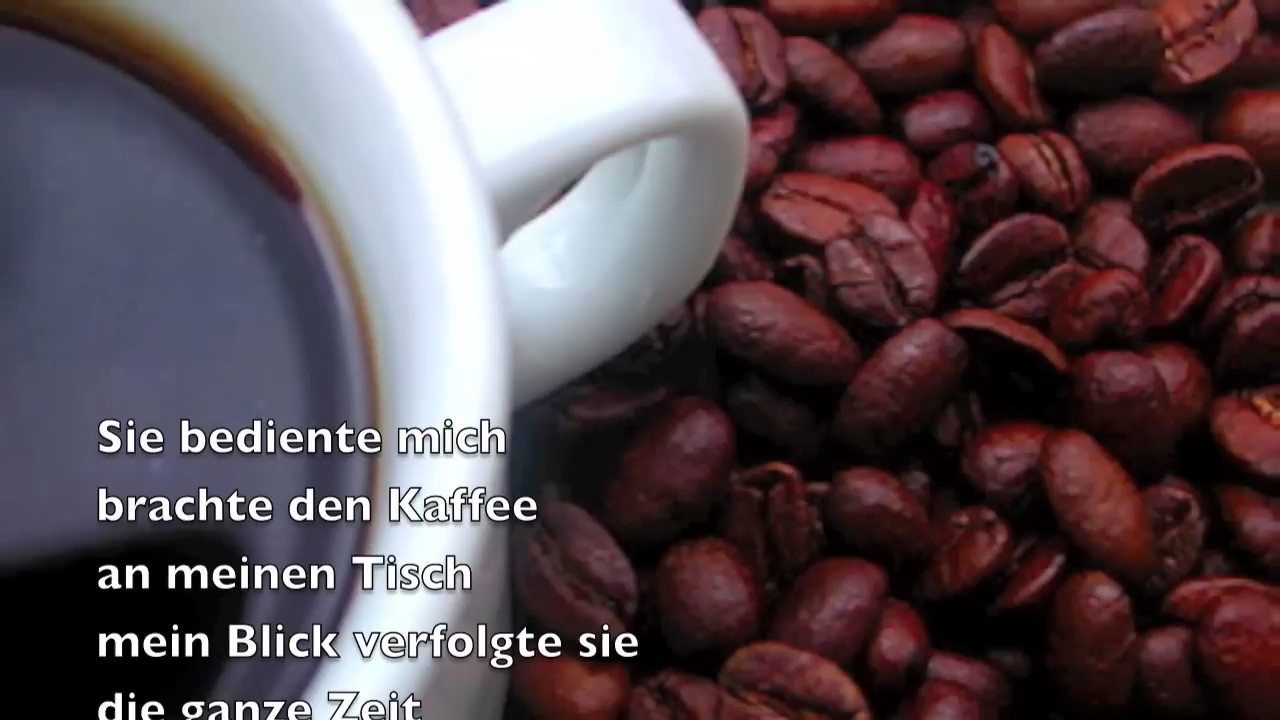 Sie bediente mich
brachte den Kaffee
an meinen Tisch
mein Blick verfolgte sie
die ganze Zeit